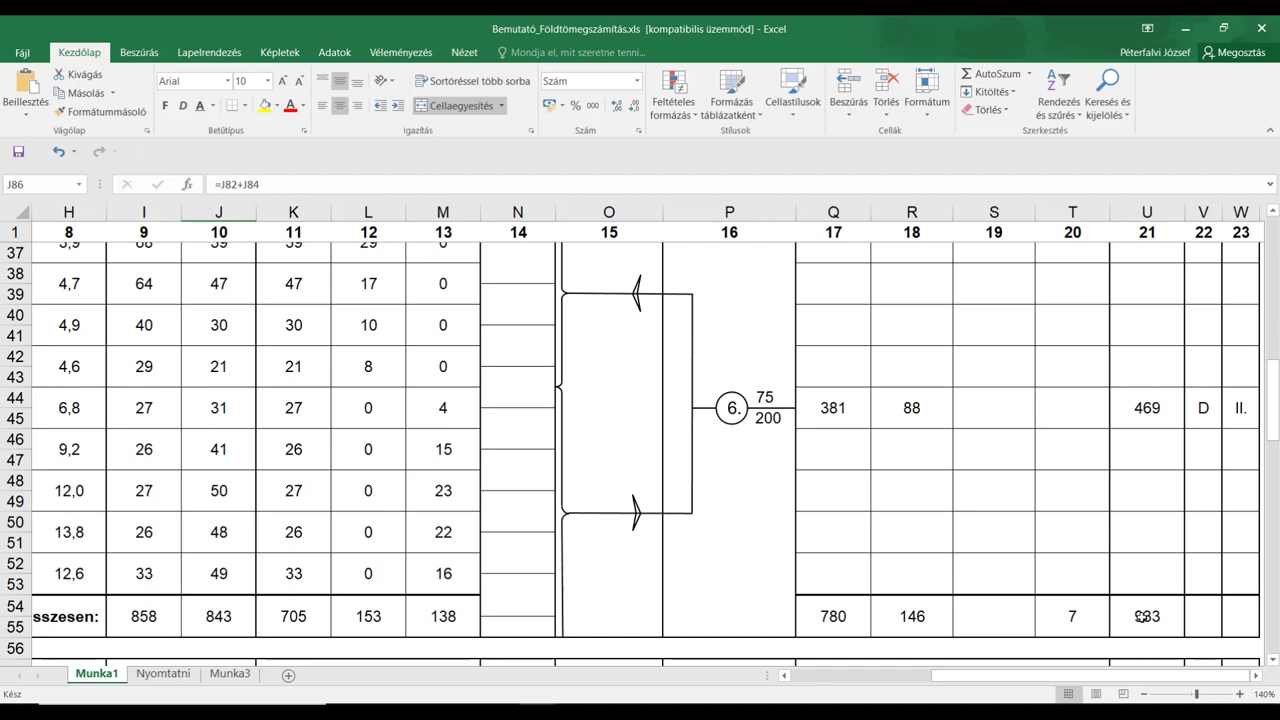 Bemutató_Földtömegszámítás.xls [kompatibilis üzemmód] - Excel
Fájl Kezdőlap Beszúrás Lapelrendezés Képletek Adatok Véleményezés Nézet Mondja el, mit szeretne tenni... Péterfalvi József Megosztás
Beillesztés Kivágás Másolás Formátummásoló Vágólap
Arial 10 F D A Betűtípus
Sortöréssel több sorba Cellaegyesítés Igazítás
Szám % 000 Szám
Feltételes formázás Formázás táblázatként Cellastílusok Stílusok
Beszúrás Törlés Formátum Cellák
AutoSzum Kitöltés Törlés Rendezés és szűrés Keresés és kijelölés Szerkesztés
J86 fx =J82+J84
H I J K L M N O P Q R S T U V W
1 8 9 10 11 12 13 14 15 16 17 18 19 20 21 22 23
37 3,9 68 39 39 29 0
38
39 4,7 64 47 47 17 0
40
41 4,9 40 30 30 10 0
42
43 4,6 29 21 21 8 0
44 75
45 6,8 27 31 27 0 4 6. 200 381 88 469 D II.
46
47 9,2 26 41 26 0 15
48
49 12,0 27 50 27 0 23
50
51 13,8 26 48 26 0 22
52
53 12,6 33 49 33 0 16
54
55 sszesen: 858 843 705 153 138 780 146 7
56
Munka1 Nyomtatni Munka3
Kész 140%